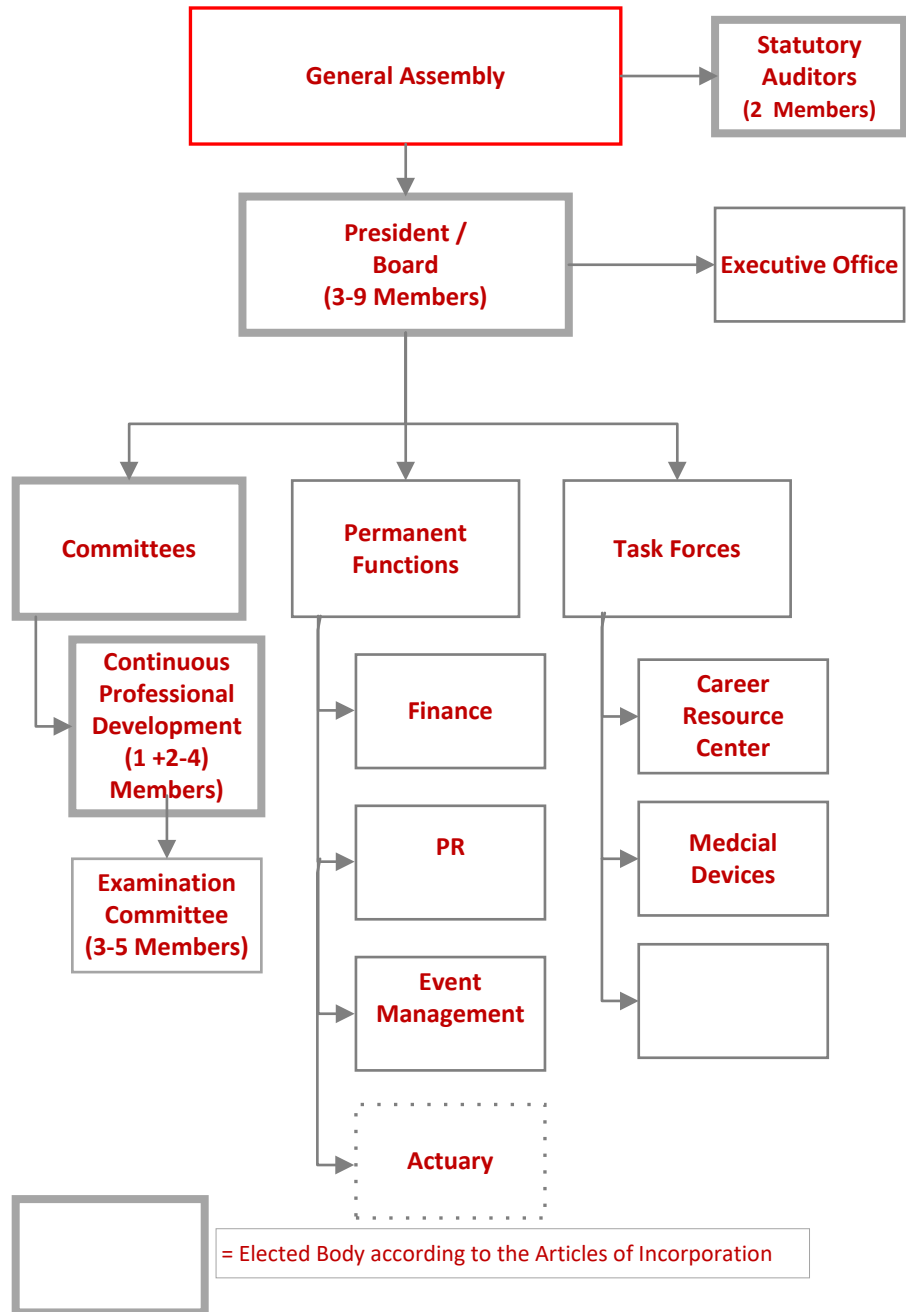 General Assembly
Statutory
Auditors
(2  Members)
President /
Board
(3-9 Members)
Executive Office
Committees
Permanent
Functions
Task Forces
Continuous
Professional
Development
(1 +2-4)
Members)
Examination
Committee
(3-5 Members)
Finance
PR
Event
Management
Actuary
Career
Resource
Center
Medcial
Devices
= Elected Body according to the Articles of Incorporation